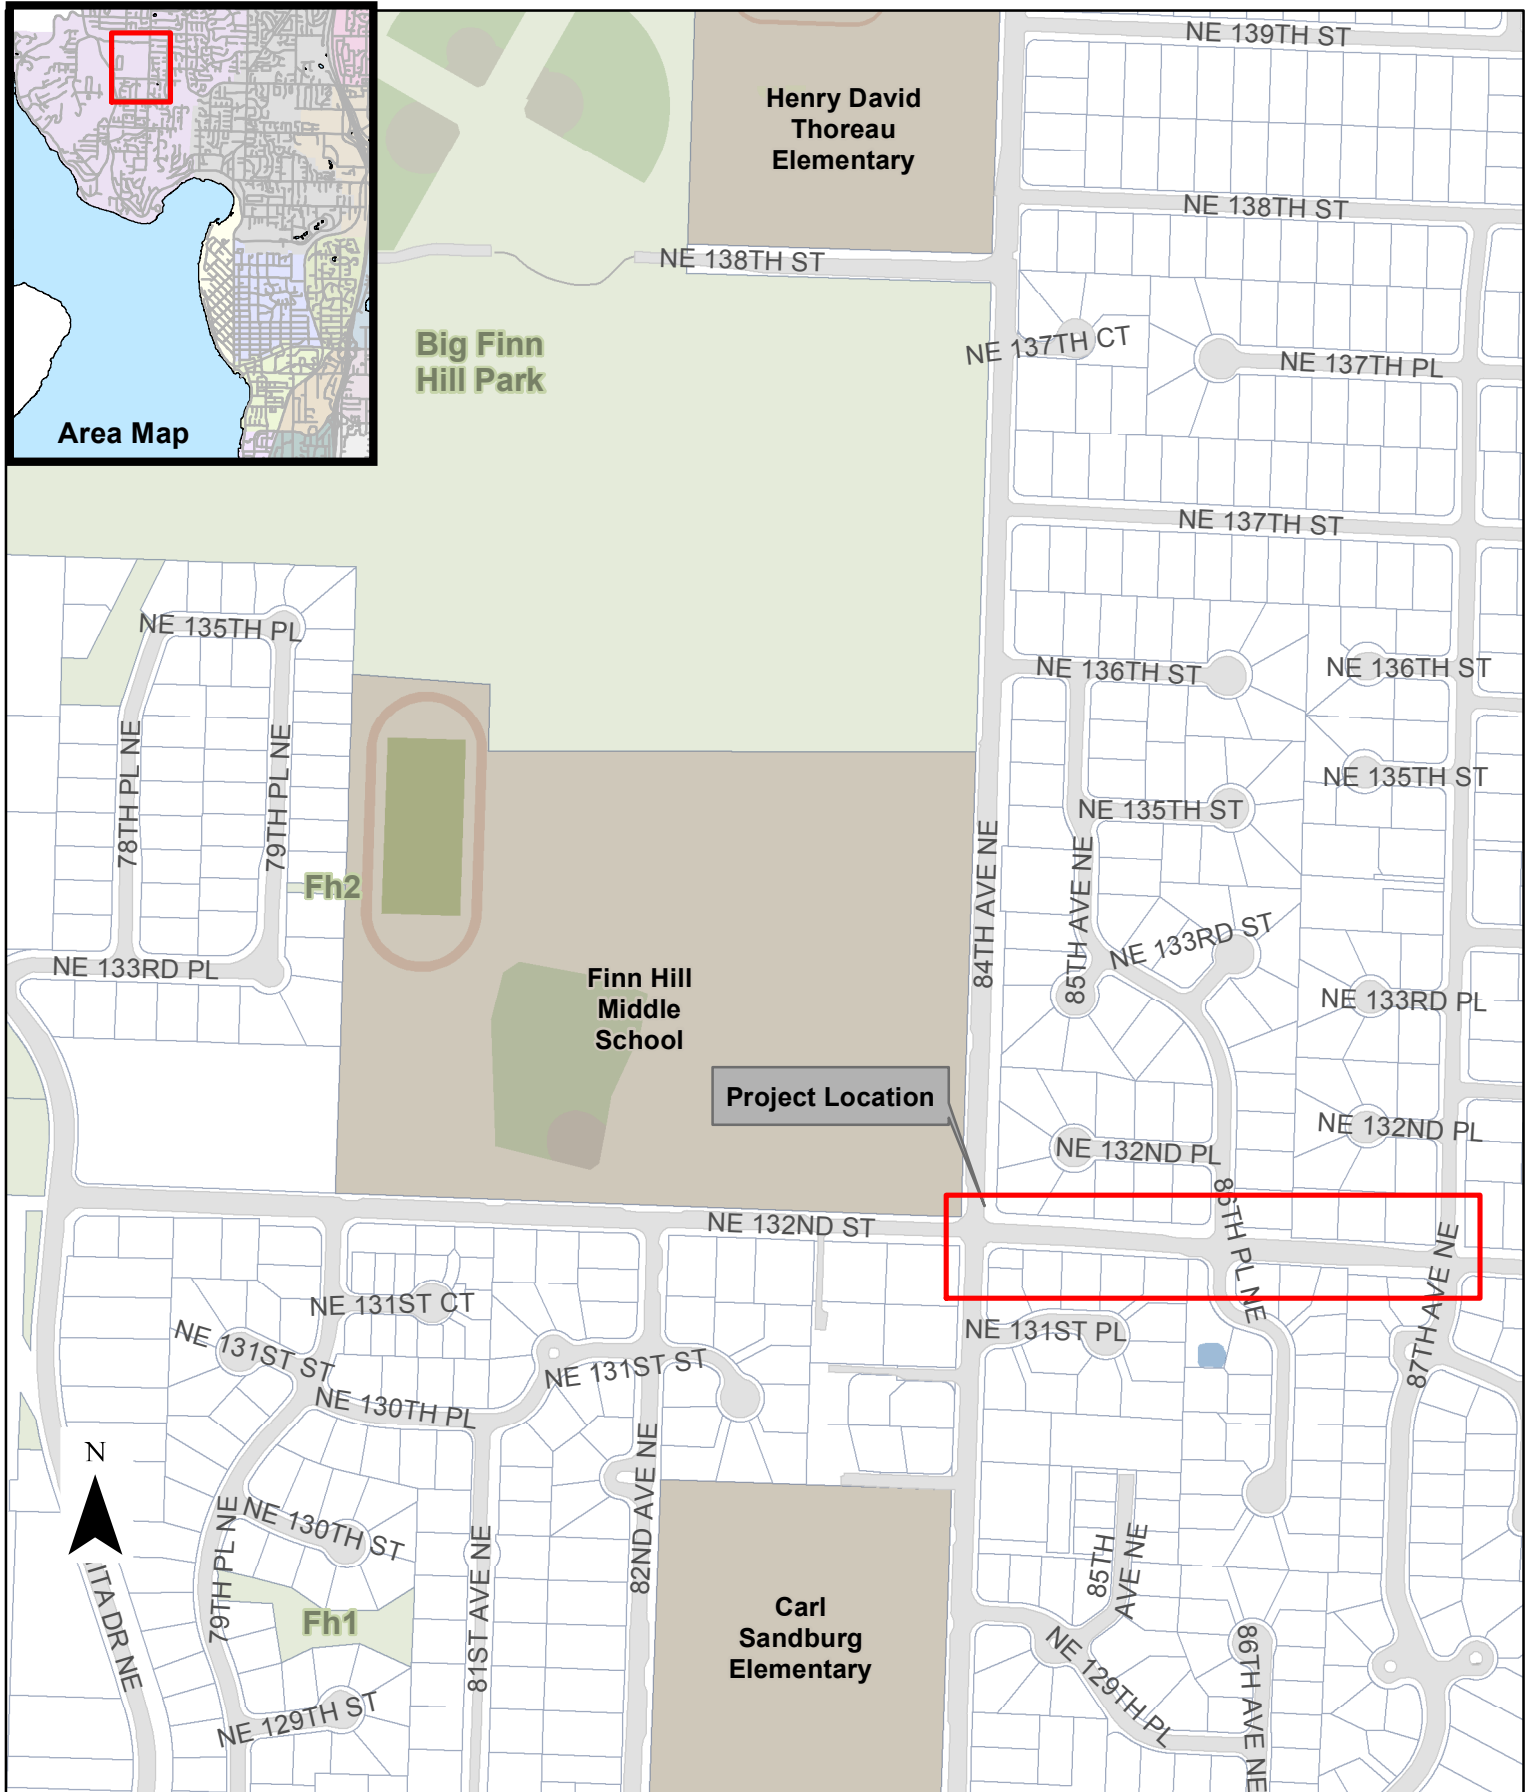 NE 139TH ST
Henry David
Thoreau
Elementary
NE 138TH ST
NE 138TH ST
Big Finn
Hill Park
NE 137TH CT
NE 137TH PL
Area Map
NE 137TH ST
NE 135TH PL
NE 136TH ST
NE 136TH ST
78TH PL NE
79TH PL NE
NE 135TH ST
NE 135TH ST
84TH AVE NE
85TH AVE NE
Fh2
NE 133RD ST
NE 133RD PL
Finn Hill
Middle
School
NE 133RD PL
Project Location
NE 132ND PL
NE 132ND PL
NE 132ND ST
86TH PL NE
87TH AVE NE
NE 131ST CT
NE 131ST PL
NE 131ST ST
NE 131ST ST
NE 130TH PL
N
82ND AVE NE
NE 130TH ST
79TH PL NE
81ST AVE NE
85TH
AVE NE
ITA DR NE
Fh1
Carl
Sandburg
Elementary
NE 129TH PL
86TH AVE NE
NE 129TH ST